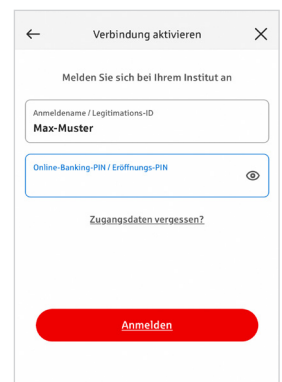 Verbindung aktivieren
Melden Sie sich bei Ihrem Institut an
Anmeldename / Legitimations-ID
Max-Muster
Online-Banking-PIN / Eröffnungs-PIN
Zugangsdaten vergessen?
Anmelden